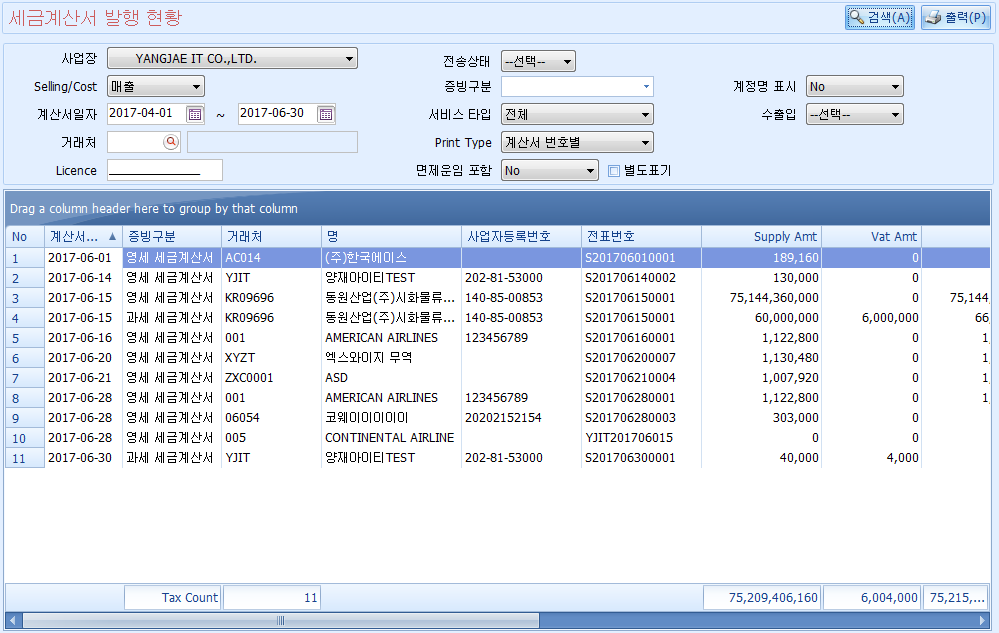 세금계산서 발행 현황 검색(A) 출력(P)
사업장 YANGJAE IT CO.,LTD. 전송상태 --선택--
Selling/Cost 매출 증빙구분 계정명 표시 No
계산서일자 2017-04-01 ~ 2017-06-30 서비스 타입 전체 수출입 --선택--
거래처 Print Type 계산서 번호별
Licence 면제운임 포함 No 별도표기
Drag a column header here to group by that column
No 계산서... 증빙구분 거래처 명 사업자등록번호 전표번호 Supply Amt Vat Amt
1 2017-06-01 영세 세금계산서 AC014 (주)한국에이스 S201706010001 189,160 0
2 2017-06-14 영세 세금계산서 YJIT 양재아이티TEST 202-81-53000 S201706140002 130,000 0
3 2017-06-15 영세 세금계산서 KR09696 동원산업(주)시화물류... 140-85-00853 S201706150001 75,144,360,000 0 75,144
4 2017-06-15 과세 세금계산서 KR09696 동원산업(주)시화물류... 140-85-00853 S201706150001 60,000,000 6,000,000 66,
5 2017-06-16 영세 세금계산서 001 AMERICAN AIRLINES 123456789 S201706160001 1,122,800 0 1,
6 2017-06-20 영세 세금계산서 XYZT 엑스와이지 무역 S201706200007 1,130,480 0 1,
7 2017-06-21 영세 세금계산서 ZXC0001 ASD S201706210004 1,007,920 0 1,
8 2017-06-28 영세 세금계산서 001 AMERICAN AIRLINES 123456789 S201706280001 1,122,800 0 1,
9 2017-06-28 영세 세금계산서 06054 코웨이이이이이 20202152154 S201706280003 303,000 0
10 2017-06-28 영세 세금계산서 005 CONTINENTAL AIRLINE YJIT201706015 0 0
11 2017-06-30 과세 세금계산서 YJIT 양재아이티TEST 202-81-53000 S201706300001 40,000 4,000
Tax Count 11 75,209,406,160 6,004,000 75,215,...